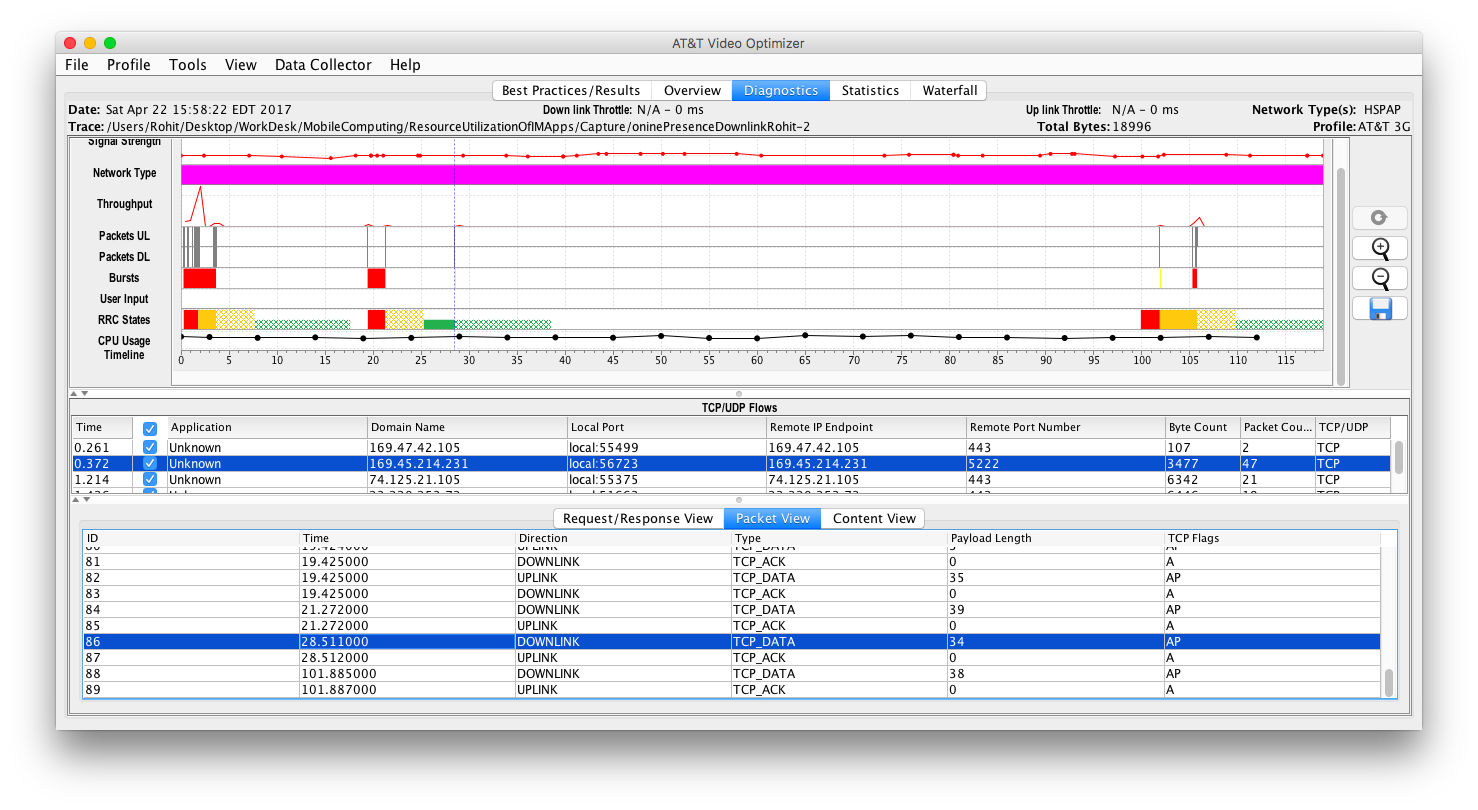 AT&T Video Optimizer
File Profile Tools View Data Collector Help
Best Practices/Results Overview Diagnostics Statistics Waterfall
Date: Sat Apr 22 15:58:22 EDT 2017 Down link Throttle: N/A - 0 ms Up link Throttle: N/A - 0 ms Network Type(s): HSPAP
Trace: /Users/Rohit/Desktop/WorkDesk/MobileComputing/ResourceUtilizationOfIMApps/Capture/oninePresenceDownlinkRohit-2 Total Bytes: 18996 Profile: AT&T 3G
Signal Strength
Network Type
Throughput
Packets UL
Packets DL
Bursts
User Input
RRC States
CPU Usage
Timeline
0 5 10 15 20 25 30 35 40 45 50 55 60 65 70 75 80 85 90 95 100 105 110 115
TCP/UDP Flows
Time Application Domain Name Local Port Remote IP Endpoint Remote Port Number Byte Count Packet Cou... TCP/UDP
0.261 Unknown 169.47.42.105 local:55499 169.47.42.105 443 107 2 TCP
0.372 Unknown 169.45.214.231 local:56723 169.45.214.231 5222 3477 47 TCP
1.214 Unknown 74.125.21.105 local:55375 74.125.21.105 443 6342 21 TCP
Request/Response View Packet View Content View
ID Time Direction Type Payload Length TCP Flags
81 19.425000 DOWNLINK TCP_ACK 0 A
82 19.425000 UPLINK TCP_DATA 35 AP
83 19.425000 DOWNLINK TCP_ACK 0 A
84 21.272000 DOWNLINK TCP_DATA 39 AP
85 21.272000 UPLINK TCP_ACK 0 A
86 28.511000 DOWNLINK TCP_DATA 34 AP
87 28.512000 UPLINK TCP_ACK 0 A
88 101.885000 DOWNLINK TCP_DATA 38 AP
89 101.887000 UPLINK TCP_ACK 0 A